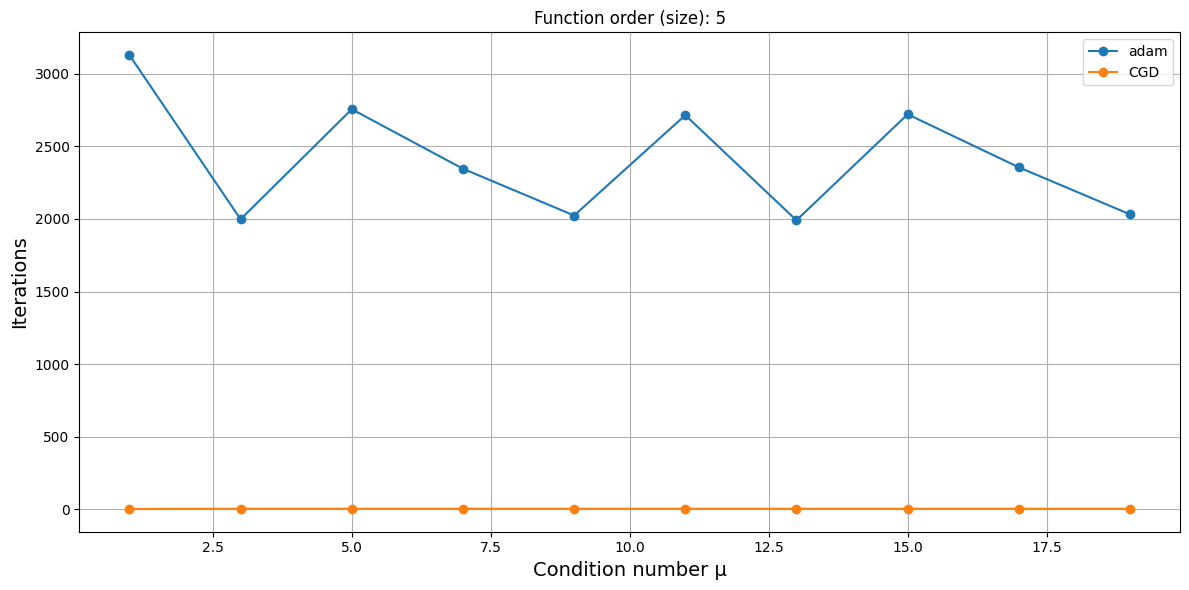 Function order (size): 5
adam
CGD
3000
2500
2000
1500
1000
500
0
Iterations
2.5 5.0 7.5 10.0 12.5 15.0 17.5
Condition number μ